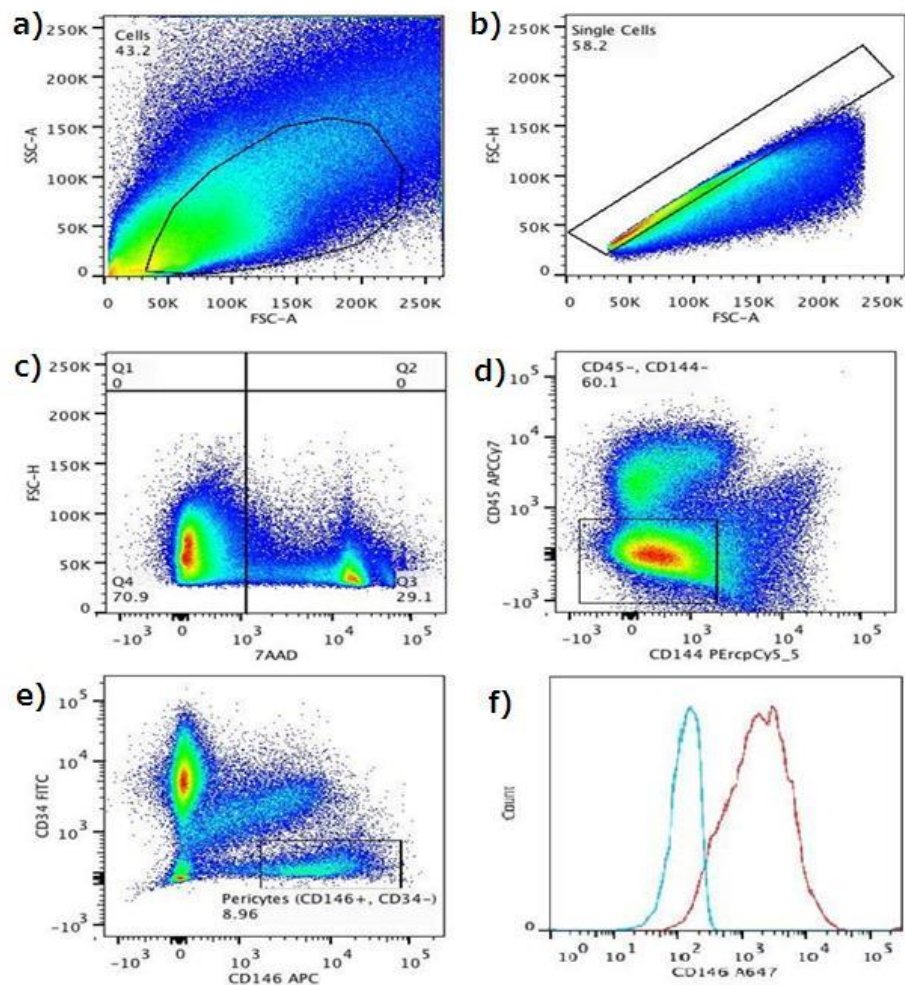 a)
Cells
43.2
250K
200K
150K
100K
50K
0
SSC-A
0 50K 100K 150K 200K 250K
FSC-A
b)
Single Cells
58.2
250K
200K
150K
100K
50K
0
FSC-H
0 50K 100K 150K 200K 250K
FSC-A
c)
Q1
0
Q2
0
250K
200K
150K
100K
50K
0
FSC-H
Q4
70.9
Q3
29.1
-10³ 0 10³ 10⁴ 10⁵
7AAD
d)
CD45-, CD144-
60.1
10⁵
10⁴
10³
-10³
CD45 APCCy7
-10³ 0 10³ 10⁴ 10⁵
CD144 PErcpCy5_5
e)
10⁵
10⁴
10³
-10³
CD34 FITC
Pericytes (CD146+, CD34-)
8.96
-10³ 0 10³ 10⁴ 10⁵
CD146 APC
f)
Count
0
10⁰ 10¹ 10² 10³ 10⁴ 10⁵
CD146 A647